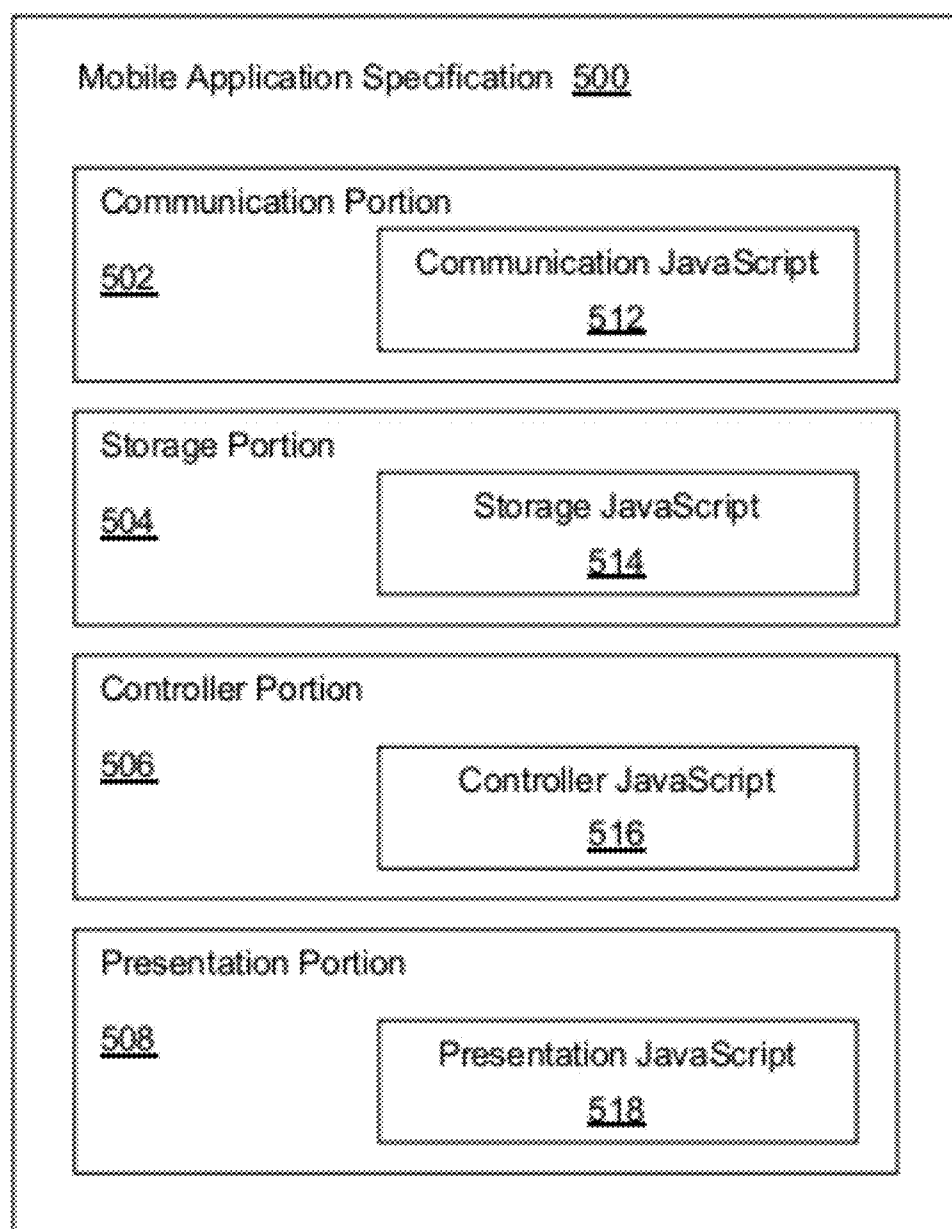 Mobile Application Specification 500
Communication Portion
502
Communication JavaScript
512
Storage Portion
504
Storage JavaScript
514
Controller Portion
506
Controller JavaScript
516
Presentation Portion
508
Presentation JavaScript
518